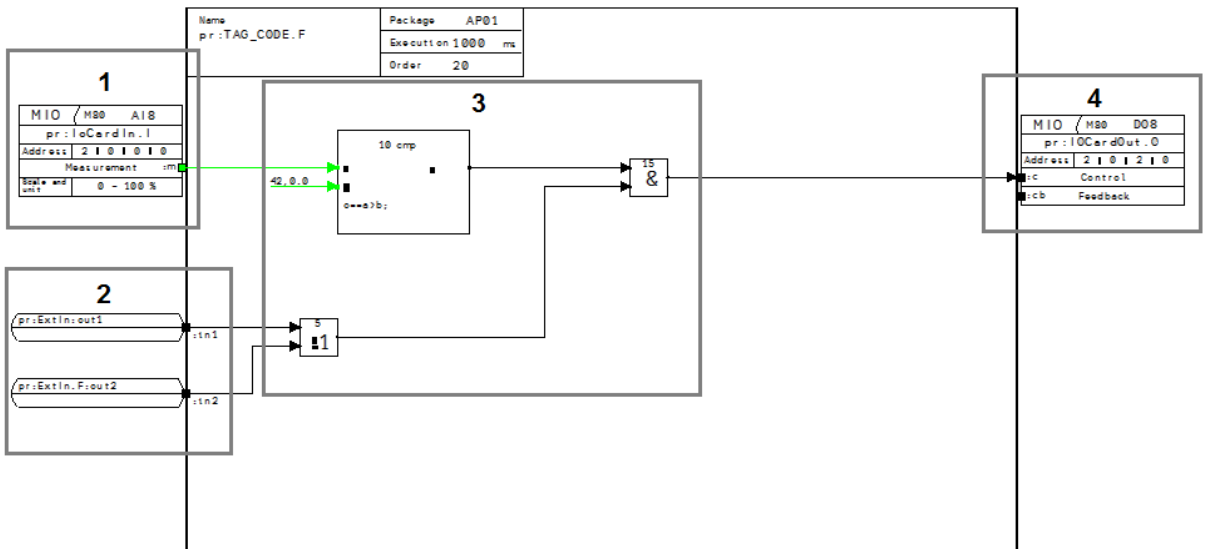 Name
pr:TAG_CODE.F
Package AP01
Execution 1000 ms
Order 20
1
MIO M80 AI8
pr:IoCardIn.I
Address 2 0 1 0 0
Measurement :m
Scale and unit 0 - 100 %
2
pr:ExtIn:out1
:in1
pr:ExtIn.F:out2
:in2
3
10 cmp
42,0.0
c==a>b;
15
&
5
1
4
MIO M80 DO8
pr:IOCardOut.O
Address 2 0 2 0
:c Control
:cb Feedback